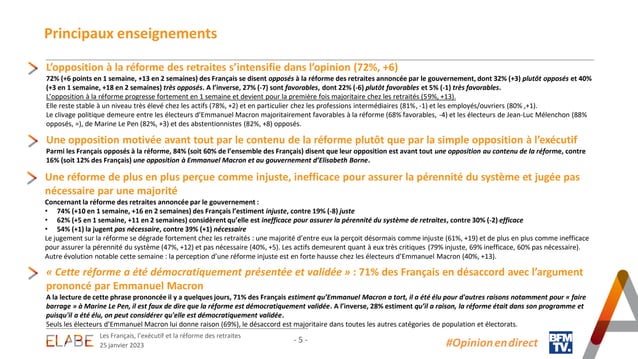 Principaux enseignements
L'opposition à la réforme des retraites s'intensifie dans l'opinion (72%, +6)
72% (+6 points en 1 semaine, +13 en 2 semaines) des Français se disent opposés à la réforme des retraites annoncée par le gouvernement, dont 32% (+3) plutôt opposés et 40%
(+3 en 1 semaine, +18 en 2 semaines) très opposés. A l'inverse, 27% (-7) sont favorables, dont 22% (-6) plutôt favorables et 5% (-1) très favorables.
L'opposition à la réforme progresse fortement en 1 semaine et devient pour la première fois majoritaire chez les retraités (59%, +13).
Elle reste stable à un niveau très élevé chez les actifs (78%, +2) et en particulier chez les professions intermédiaires (81%, -1) et les employés/ouvriers (80% ,+1).
Le clivage politique demeure entre les électeurs d'Emmanuel Macron majoritairement favorables à la réforme (68% favorables, -4) et les électeurs de Jean-Luc Mélenchon (88%
opposés, =), de Marine Le Pen (82%, +3) et des abstentionnistes (82%, +8) opposés.
Une opposition motivée avant tout par le contenu de la réforme plutôt que par la simple opposition à l'exécutif
Parmi les Français opposés à la réforme, 84% (soit 60% de l'ensemble des Français) disent que leur opposition est avant tout une opposition au contenu de la réforme, contre
16% (soit 12% des Français) une opposition à Emmanuel Macron et au gouvernement d'Elisabeth Borne.
Une réforme de plus en plus perçue comme injuste, inefficace pour assurer la pérennité du système et jugée pas
nécessaire par une majorité
Concernant la réforme des retraites annoncée par le gouvernement :
• 74% (+10 en 1 semaine, +16 en 2 semaines) des Français l'estiment injuste, contre 19% (-8) juste
• 62% (+5 en 1 semaine, +11 en 2 semaines) considèrent qu'elle est inefficace pour assurer la pérennité du système de retraites, contre 30% (-2) efficace
• 54% (+1) la jugent pas nécessaire, contre 39% (+1) nécessaire
Le jugement sur la réforme se dégrade fortement chez les retraités : une majorité d'entre eux la perçoit désormais comme injuste (61%, +19) et de plus en plus comme inefficace
pour assurer la pérennité du système (47%, +12) et pas nécessaire (40%, +5). Les actifs demeurent quant à eux très critiques (79% injuste, 69% inefficace, 60% pas nécessaire).
Autre évolution notable cette semaine : la perception d'une réforme injuste est en forte hausse chez les électeurs d'Emmanuel Macron (40%, +13).
« Cette réforme a été démocratiquement présentée et validée » : 71% des Français en désaccord avec l'argument
prononcé par Emmanuel Macron
A la lecture de cette phrase prononcée il y a quelques jours, 71% des Français estiment qu'Emmanuel Macron a tort, il a été élu pour d'autres raisons notamment pour « faire
barrage » à Marine Le Pen, il est faux de dire que la réforme est démocratiquement validée. A l'inverse, 28% estiment qu'il a raison, la réforme était dans son programme et
puisqu'il a été élu, on peut considérer qu'elle est démocratiquement validée.
Seuls les électeurs d'Emmanuel Macron lui donne raison (69%), le désaccord est majoritaire dans toutes les autres catégories de population et électorats.
ELABE
Les Français, l'exécutif et la réforme des retraites
25 janvier 2023
- 5 -
#Opinionendirect
BFM
TV.